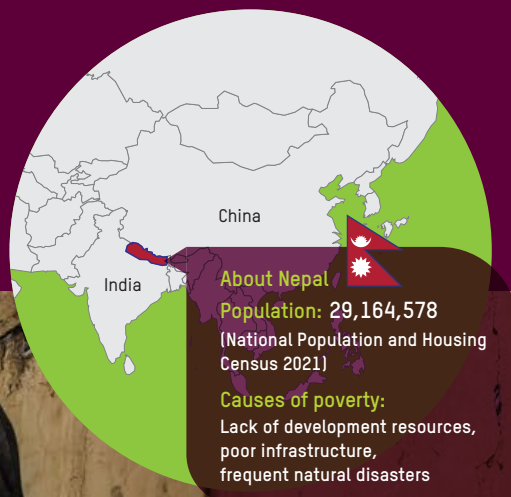 China
India
About Nepal
Population: 29,164,578
(National Population and Housing
Census 2021)
Causes of poverty:
Lack of development resources,
poor infrastructure,
frequent natural disasters